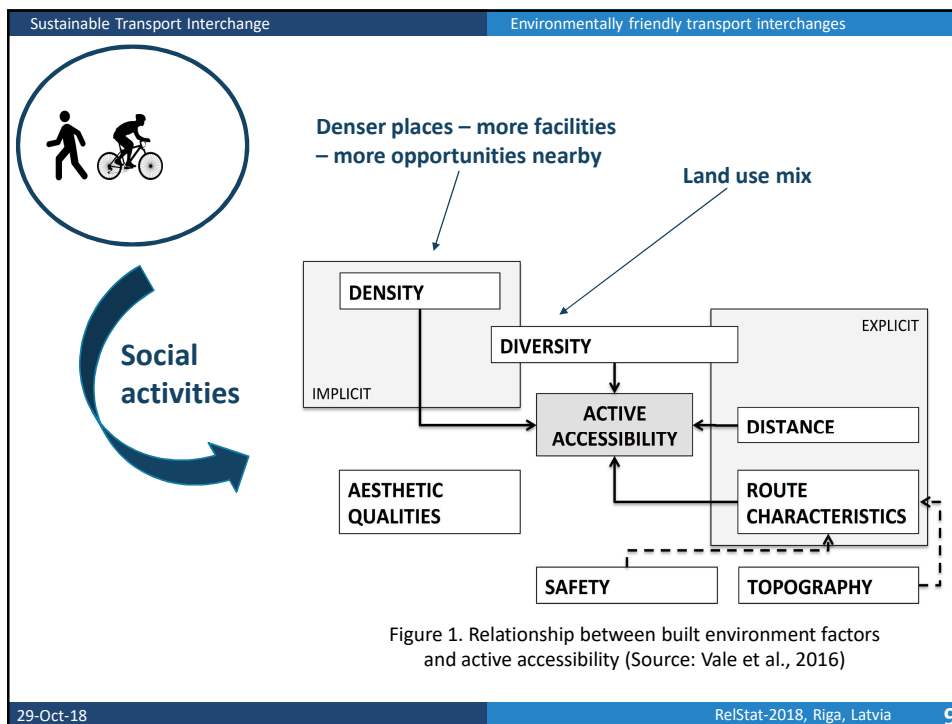 Sustainable Transport Interchange
Environmentally friendly transport interchanges
Denser places – more facilities
– more opportunities nearby
Land use mix
Social
activities
DENSITY
IMPLICIT
DIVERSITY
EXPLICIT
ACTIVE
ACCESSIBILITY
DISTANCE
AESTHETIC
QUALITIES
ROUTE
CHARACTERISTICS
SAFETY
TOPOGRAPHY
Figure 1. Relationship between built environment factors
and active accessibility (Source: Vale et al., 2016)
29-Oct-18
RelStat-2018, Riga, Latvia